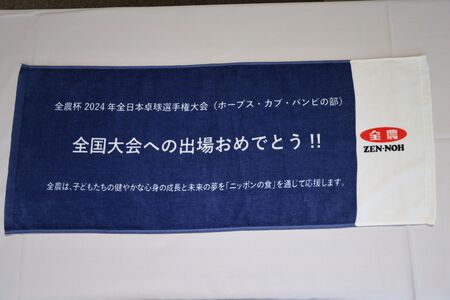 全農杯2024年全日本卓球選手権大会（ホープス・カブ・バンビの部）
全国大会への出場おめでとう!!
全農は、子どもたちの健やかな心身の成長と未来の夢を「ニッポンの食」を通じて応援します。
全農
ZEN-NOH